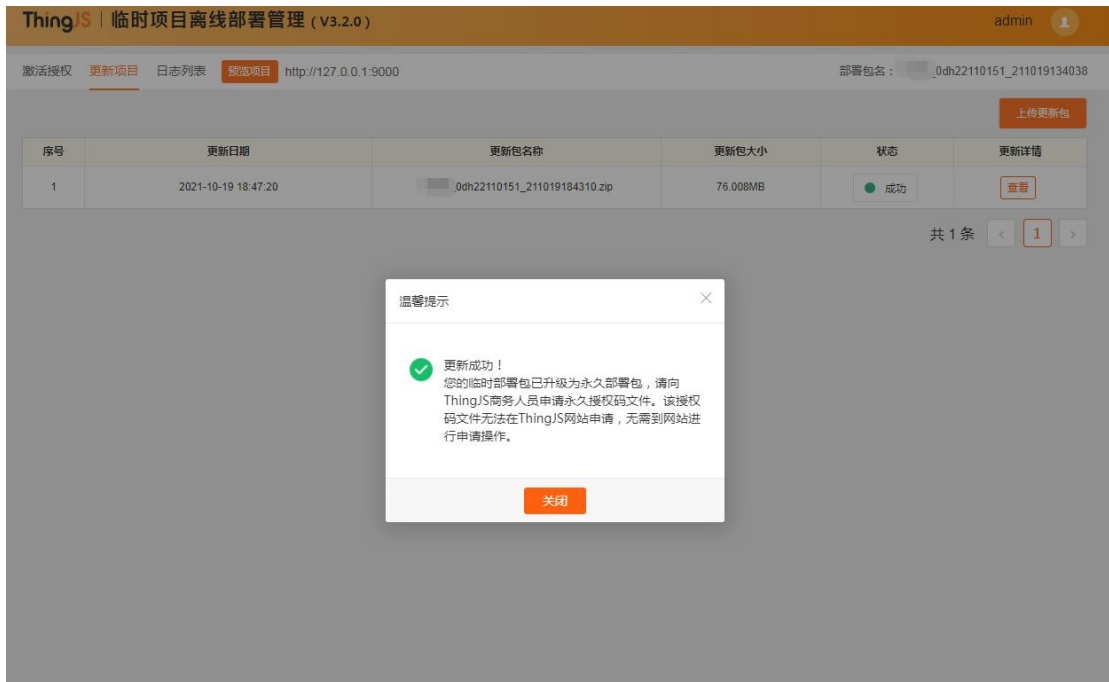 ThingJS | 临时项目离线部署管理 ( V3.2.0 ) admin
激活授权 更新项目 日志列表 预览项目 http://127.0.0.1:9000 部署包名： _0dh22110151_211019134038
上传更新包
序号 更新日期 更新包名称 更新包大小 状态 更新详情
1 2021-10-19 18:47:20 _0dh22110151_211019184310.zip 76.008MB 成功 查看
共 1 条 < 1 >
温馨提示
更新成功！
您的临时部署包已升级为永久部署包，请向
ThingJS商务人员申请永久授权码文件。该授权
码文件无法在ThingJS网站申请，无需到网站进
行申请操作。
关闭